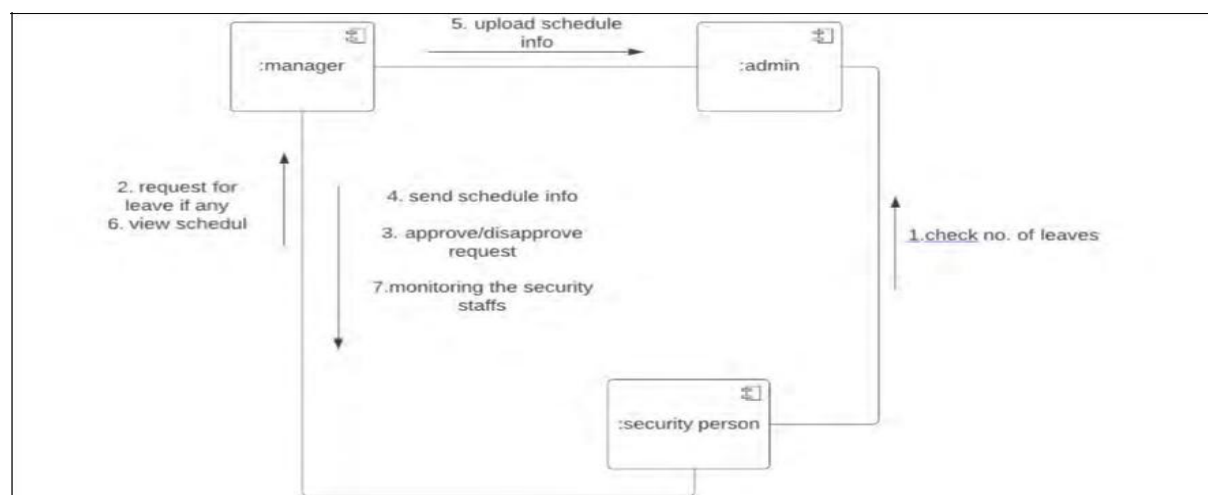 5. upload schedule
info
:manager
:admin
2. request for
leave if any
6. view schedul
4. send schedule info
3. approve/disapprove
request
7.monitoring the security
staffs
1.check no. of leaves
:security person